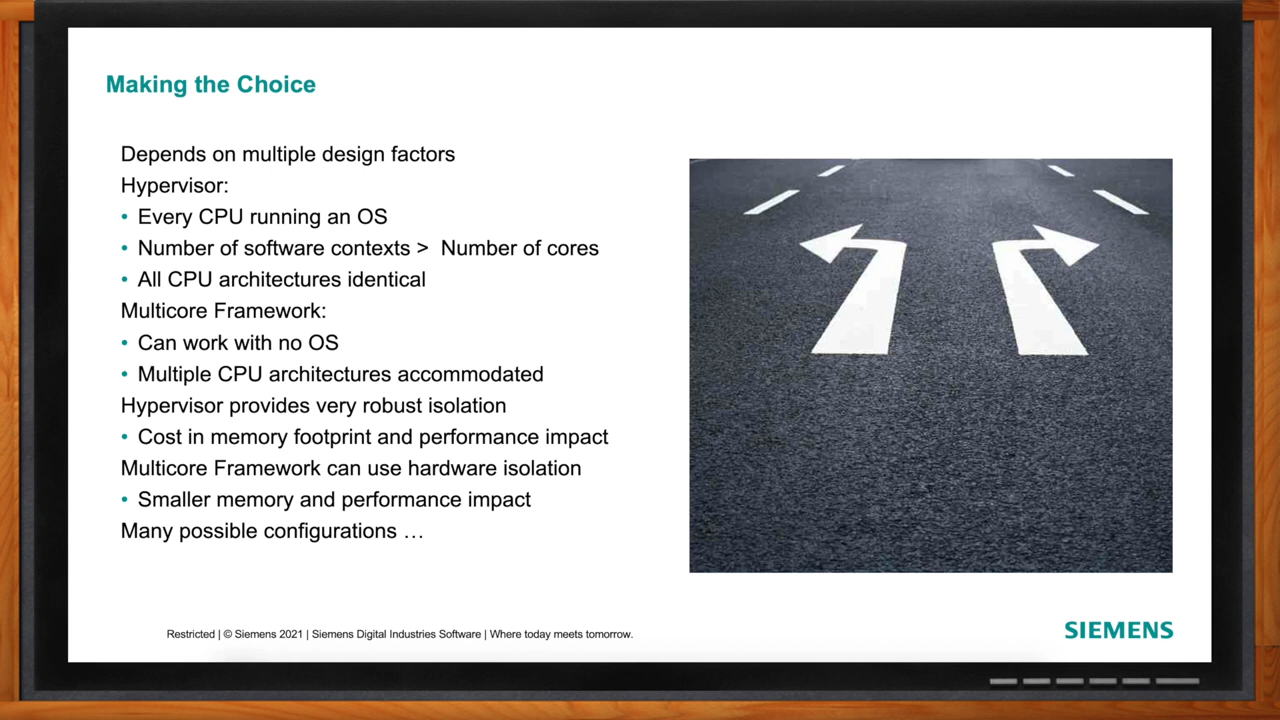 Making the Choice
Depends on multiple design factors
Hypervisor:
• Every CPU running an OS
• Number of software contexts > Number of cores
• All CPU architectures identical
Multicore Framework:
• Can work with no OS
• Multiple CPU architectures accommodated
Hypervisor provides very robust isolation
• Cost in memory footprint and performance impact
Multicore Framework can use hardware isolation
• Smaller memory and performance impact
Many possible configurations …
Restricted | © Siemens 2021 | Siemens Digital Industries Software | Where today meets tomorrow.
SIEMENS